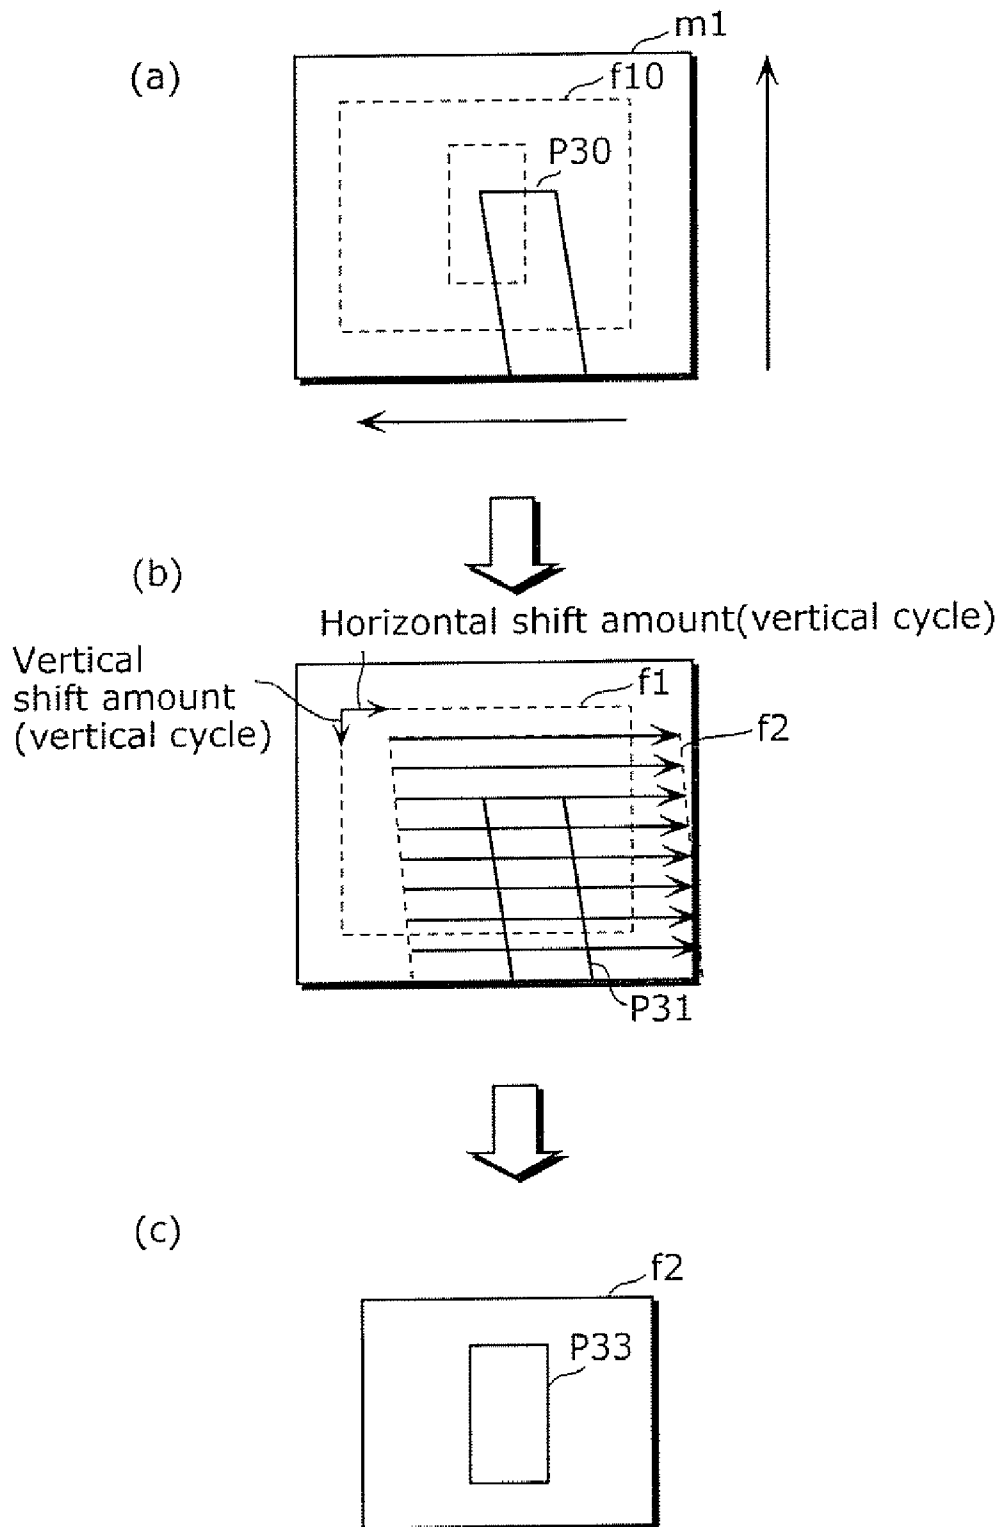 m1
(a)
f10
P30
(b)
Horizontal shift amount(vertical cycle)
Vertical
shift amount
(vertical cycle)
f1
f2
P31
(c)
f2
P33